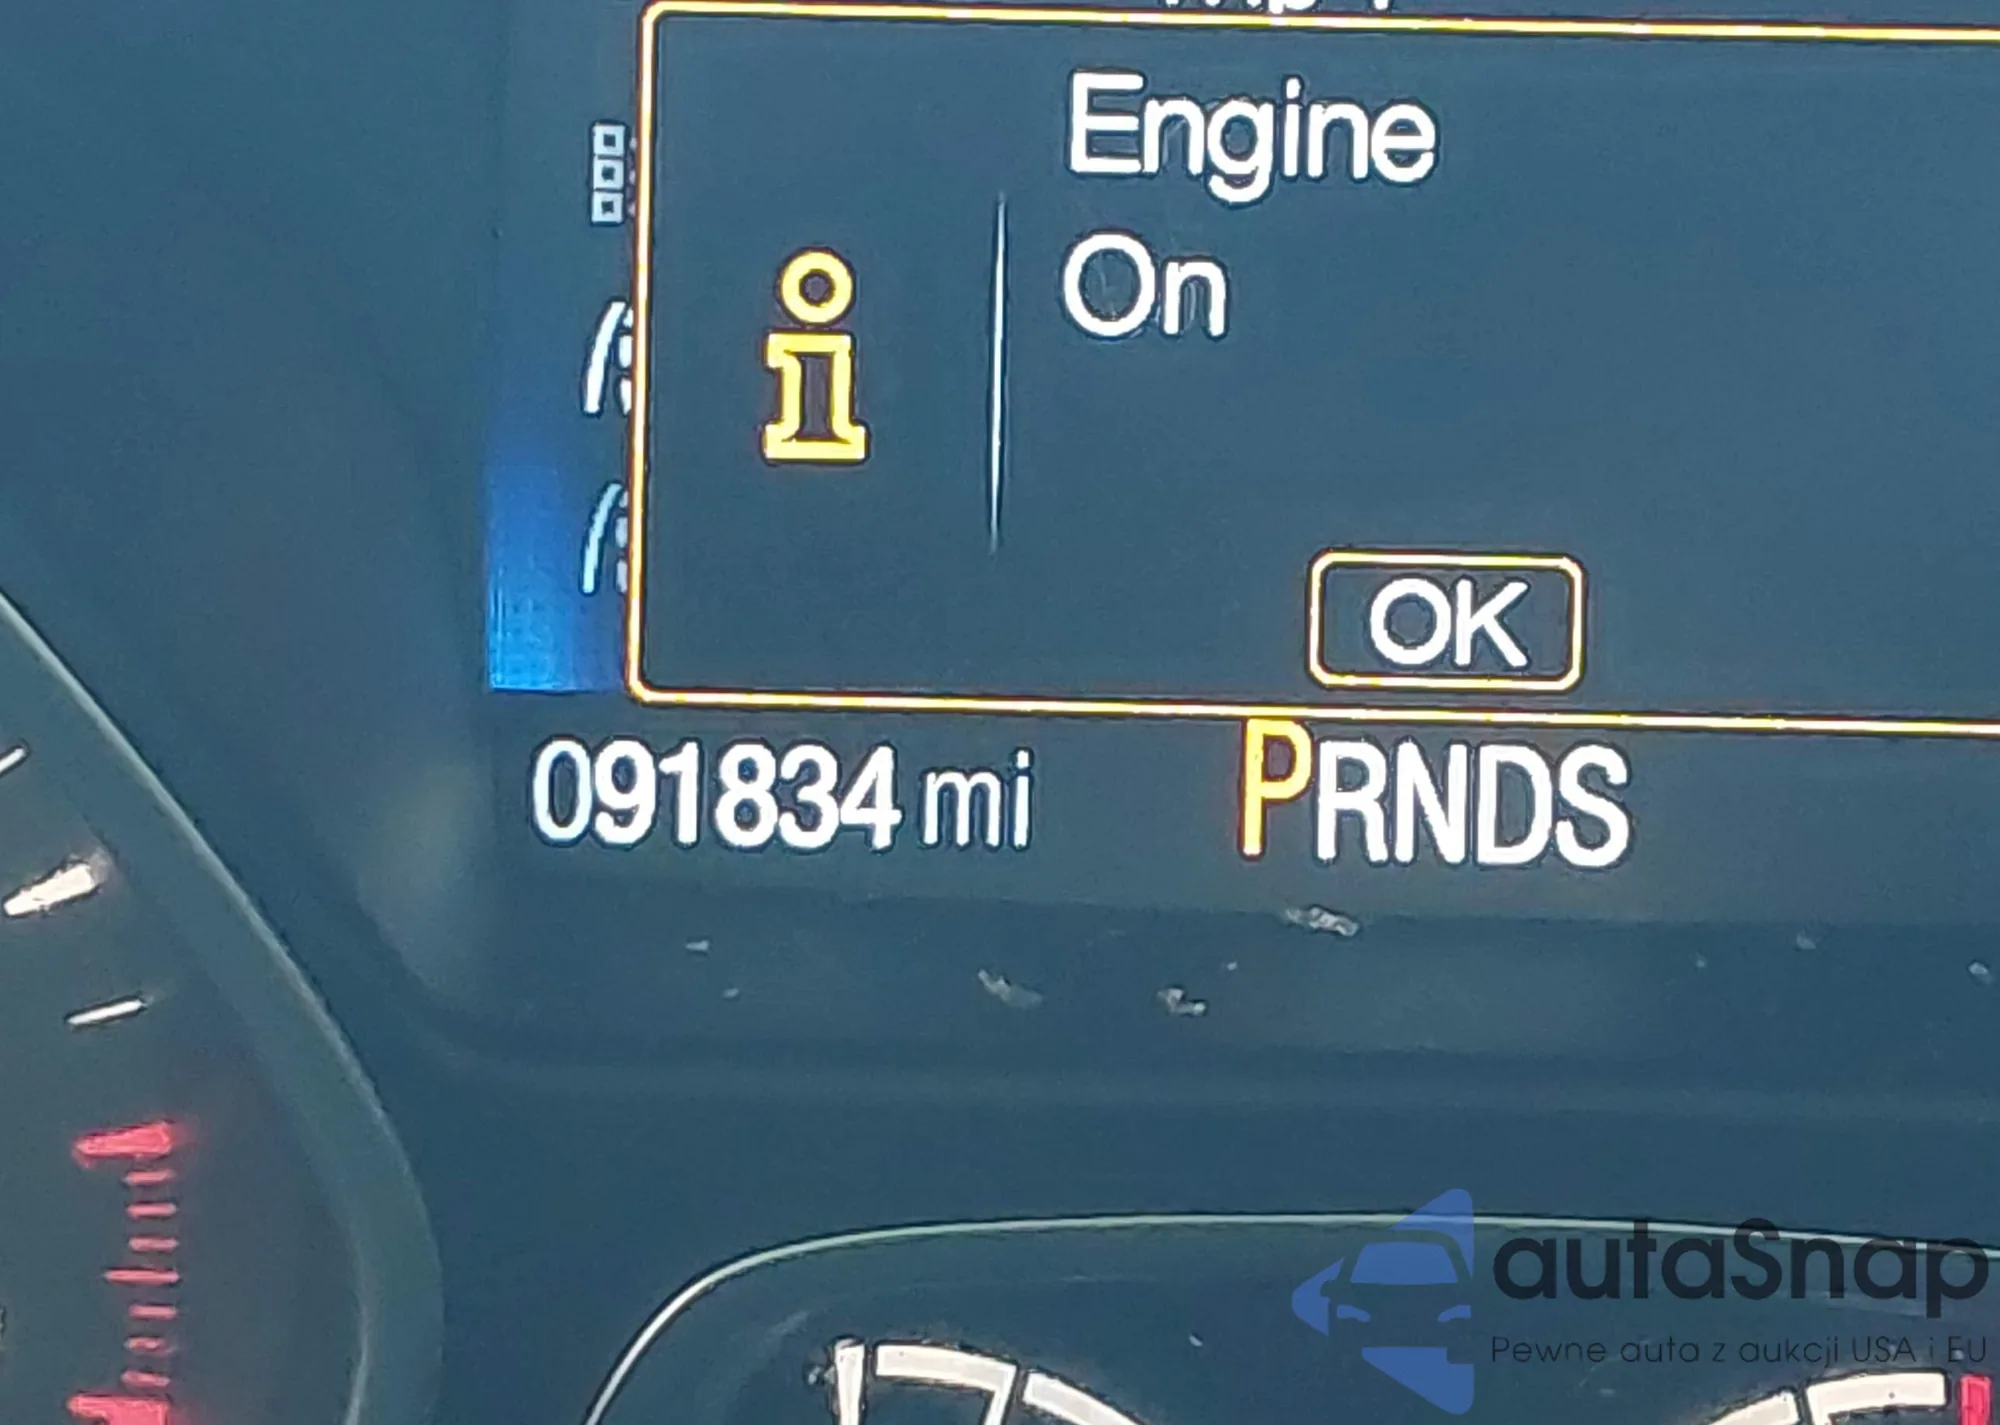 Engine
On
OK
091834 mi
PRNDS
autaSnap
Pewne auta z aukcji USA i EU